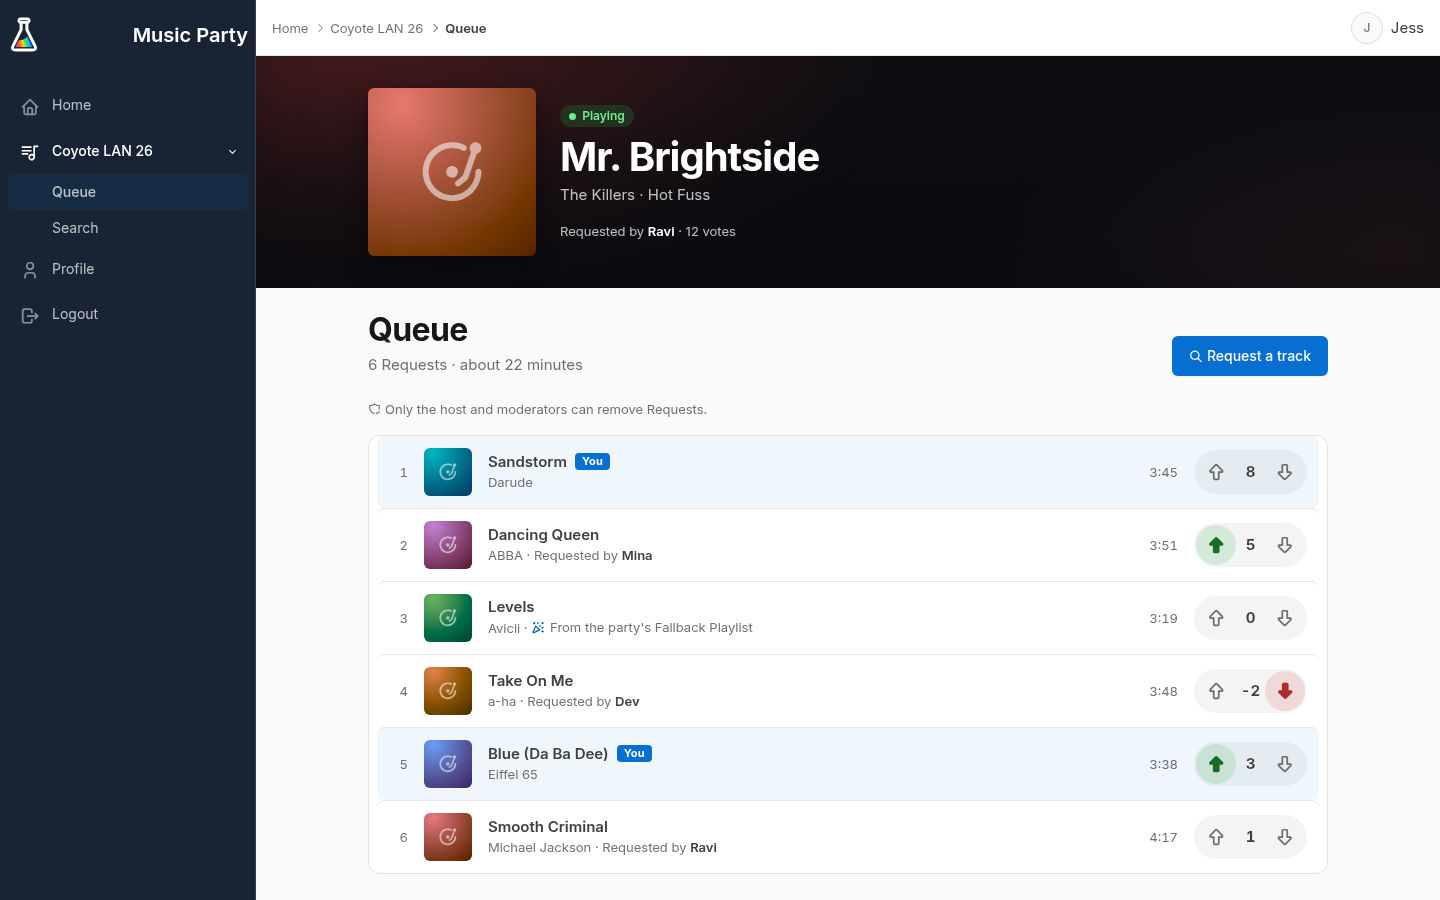 Music Party
Home
Coyote LAN 26
Queue
Search
Profile
Logout
Home > Coyote LAN 26 > Queue
J Jess
Playing
Mr. Brightside
The Killers · Hot Fuss
Requested by Ravi · 12 votes
Queue
6 Requests · about 22 minutes
Request a track
Only the host and moderators can remove Requests.
1 Sandstorm You 3:45 8
Darude
2 Dancing Queen 3:51 5
ABBA · Requested by Mina
3 Levels 3:19 0
Avicii · From the party's Fallback Playlist
4 Take On Me 3:48 -2
a-ha · Requested by Dev
5 Blue (Da Ba Dee) You 3:38 3
Eiffel 65
6 Smooth Criminal 4:17 1
Michael Jackson · Requested by Ravi